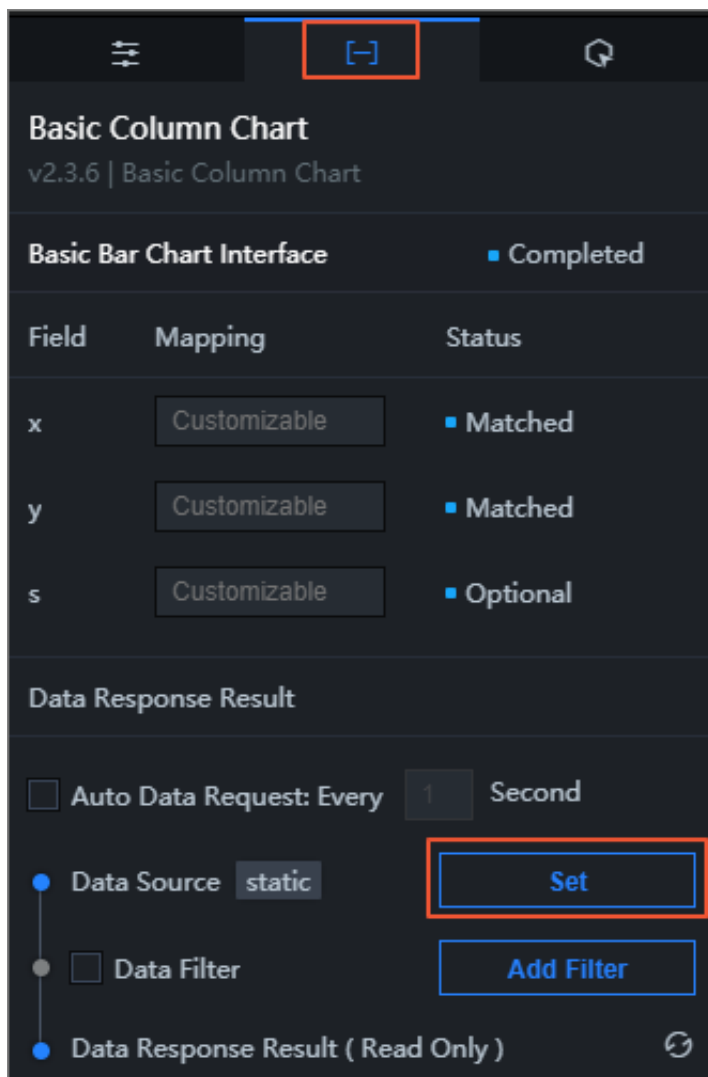 Basic Column Chart
v2.3.6 | Basic Column Chart
Basic Bar Chart Interface Completed
Field Mapping Status
x Customizable Matched
y Customizable Matched
s Customizable Optional
Data Response Result
Auto Data Request: Every 1 Second
Data Source static Set
Data Filter Add Filter
Data Response Result ( Read Only )